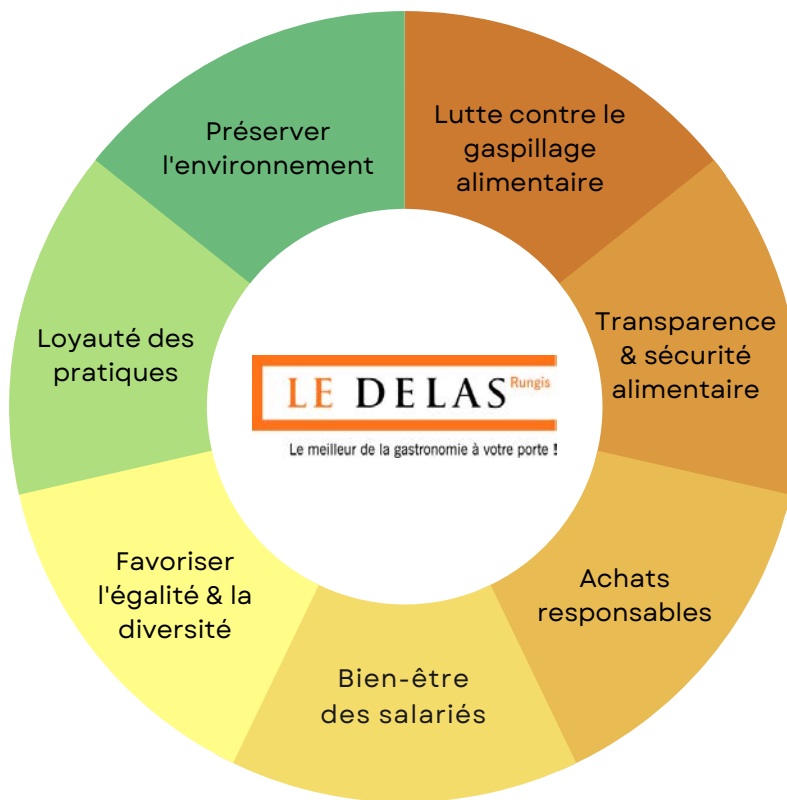 Lutte contre le
gaspillage
alimentaire
Transparence
& sécurité
alimentaire
Achats
responsables
Bien-être
des salariés
Favoriser
l'égalité & la
diversité
Loyauté des
pratiques
Préserver
l'environnement
LE DELAS Rungis
Le meilleur de la gastronomie à votre porte !